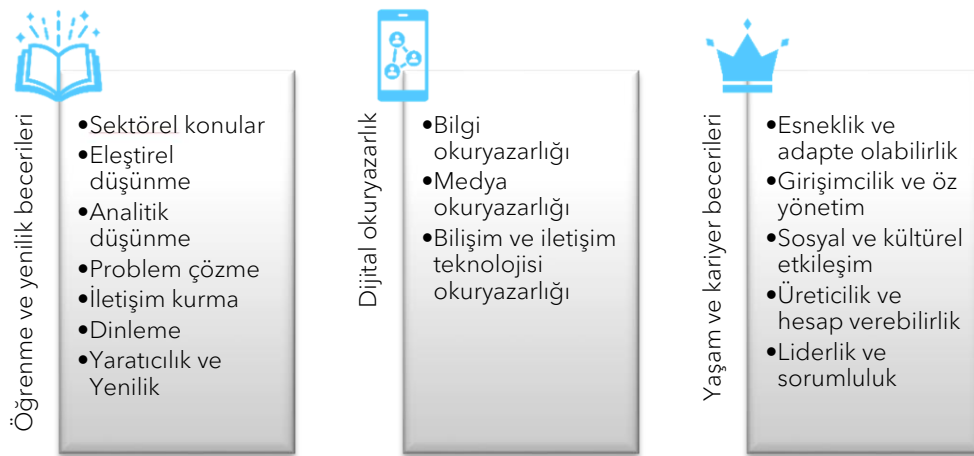 Öğrenme ve yenilik becerileri
•Sektörel konular
•Eleştirel
düşünme
•Analitik
düşünme
•Problem çözme
•İletişim kurma
•Dinleme
•Yaratıcılık ve
Yenilik
Dijital okuryazarlık
•Bilgi
okuryazarlığı
•Medya
okuryazarlığı
•Bilişim ve iletişim
teknolojisi
okuryazarlığı
Yaşam ve kariyer becerileri
•Esneklik ve
adapte olabilirlik
•Girişimcilik ve öz
yönetim
•Sosyal ve kültürel
etkileşim
•Üreticilik ve
hesap verebilirlik
•Liderlik ve
sorumluluk